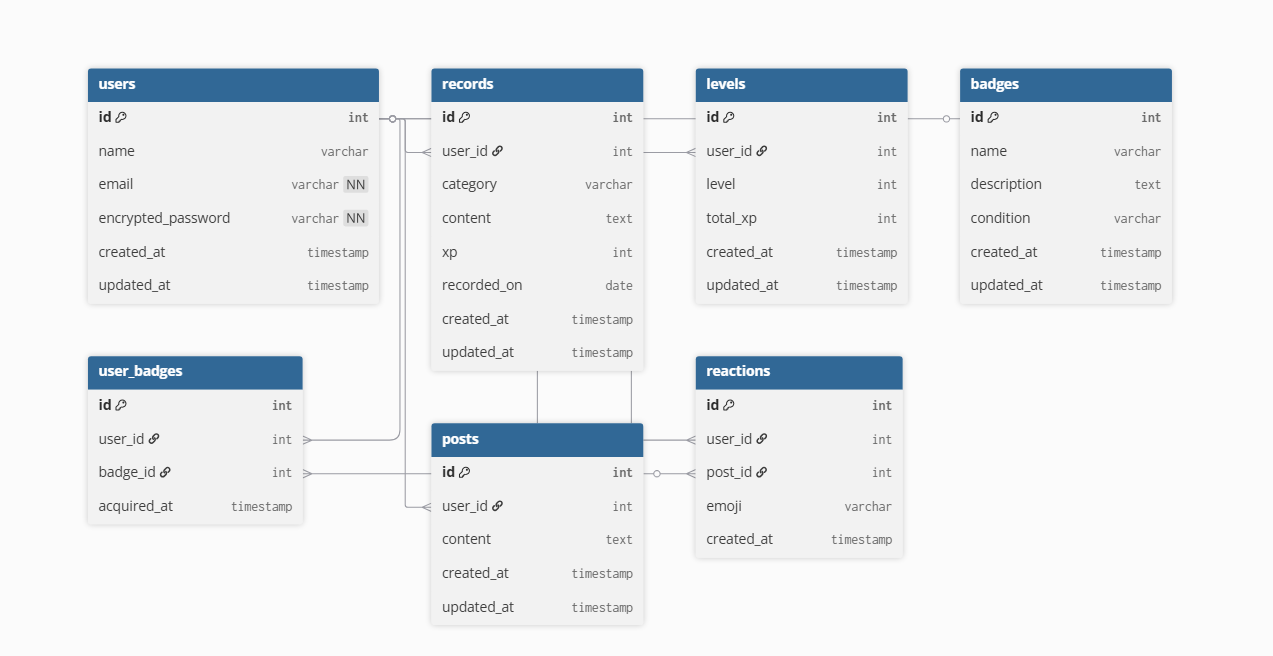 users
id int
name varchar
email varchar NN
encrypted_password varchar NN
created_at timestamp
updated_at timestamp
records
id int
user_id int
category varchar
content text
xp int
recorded_on date
created_at timestamp
updated_at timestamp
levels
id int
user_id int
level int
total_xp int
created_at timestamp
updated_at timestamp
badges
id int
name varchar
description text
condition varchar
created_at timestamp
updated_at timestamp
user_badges
id int
user_id int
badge_id int
acquired_at timestamp
posts
id int
user_id int
content text
created_at timestamp
updated_at timestamp
reactions
id int
user_id int
post_id int
emoji varchar
created_at timestamp